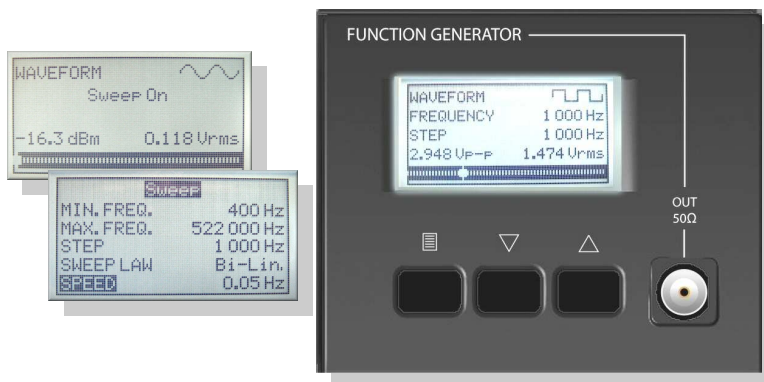 WAVEFORM
Sweep On
-16.3 dBm 0.118 Vrms
Sweep
MIN. FREQ. 400 Hz
MAX. FREQ. 522 000 Hz
STEP 1 000 Hz
SWEEP LAW Bi-Lin.
SPEED 0.05 Hz
FUNCTION GENERATOR
WAVEFORM
FREQUENCY 1 000 Hz
STEP 1 000 Hz
2.948 Vp-p 1.474 Vrms
OUT
50Ω